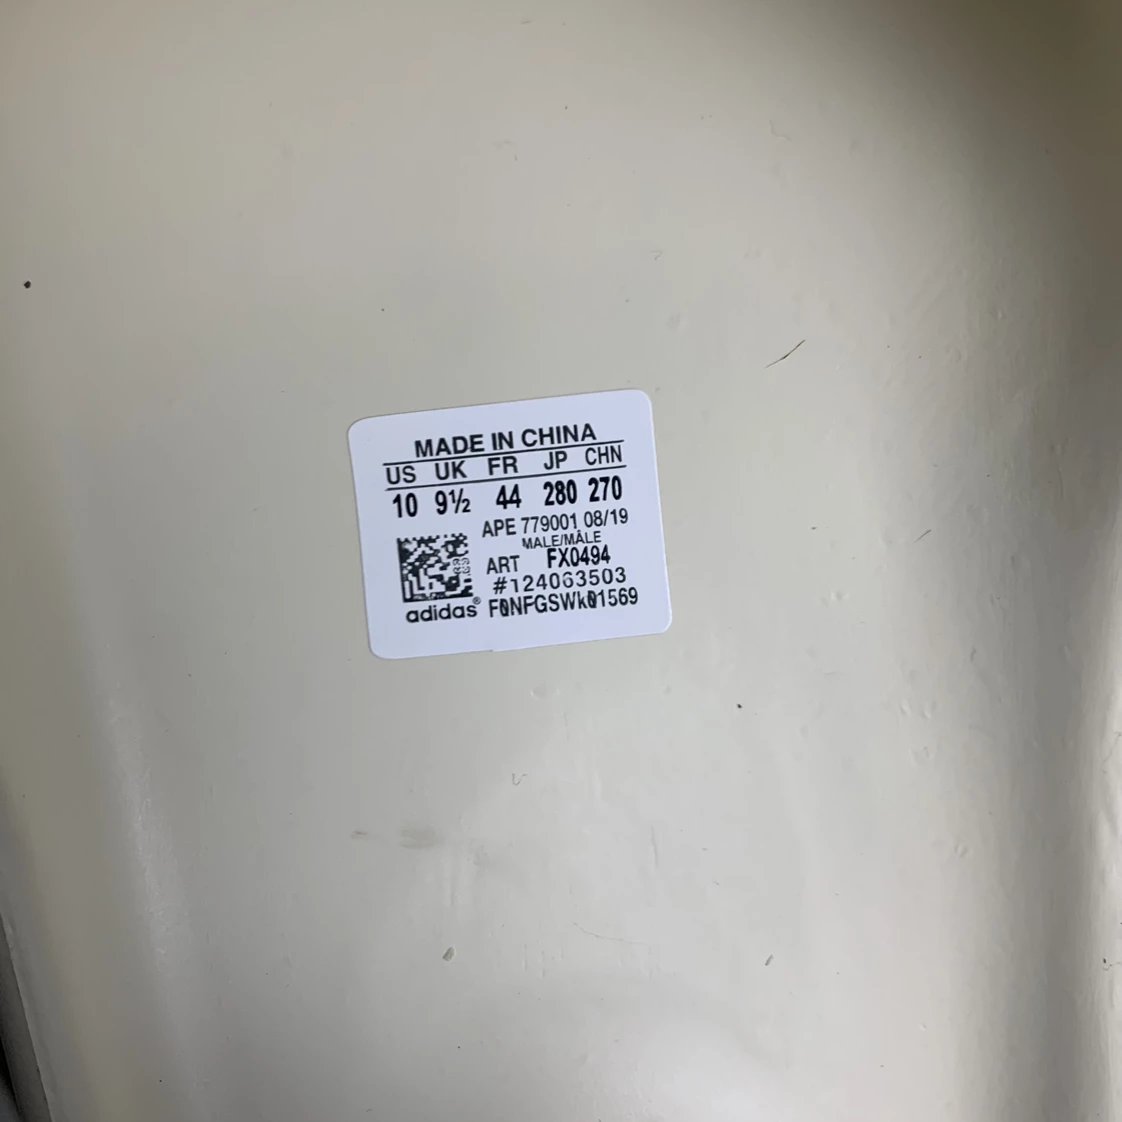 MADE IN CHINA
US UK FR JP CHN
10 9½ 44 280 270
APE 779001 08/19
MALE/MÂLE
ART FX0494
#124063503
adidas® F0NFGSWk01569